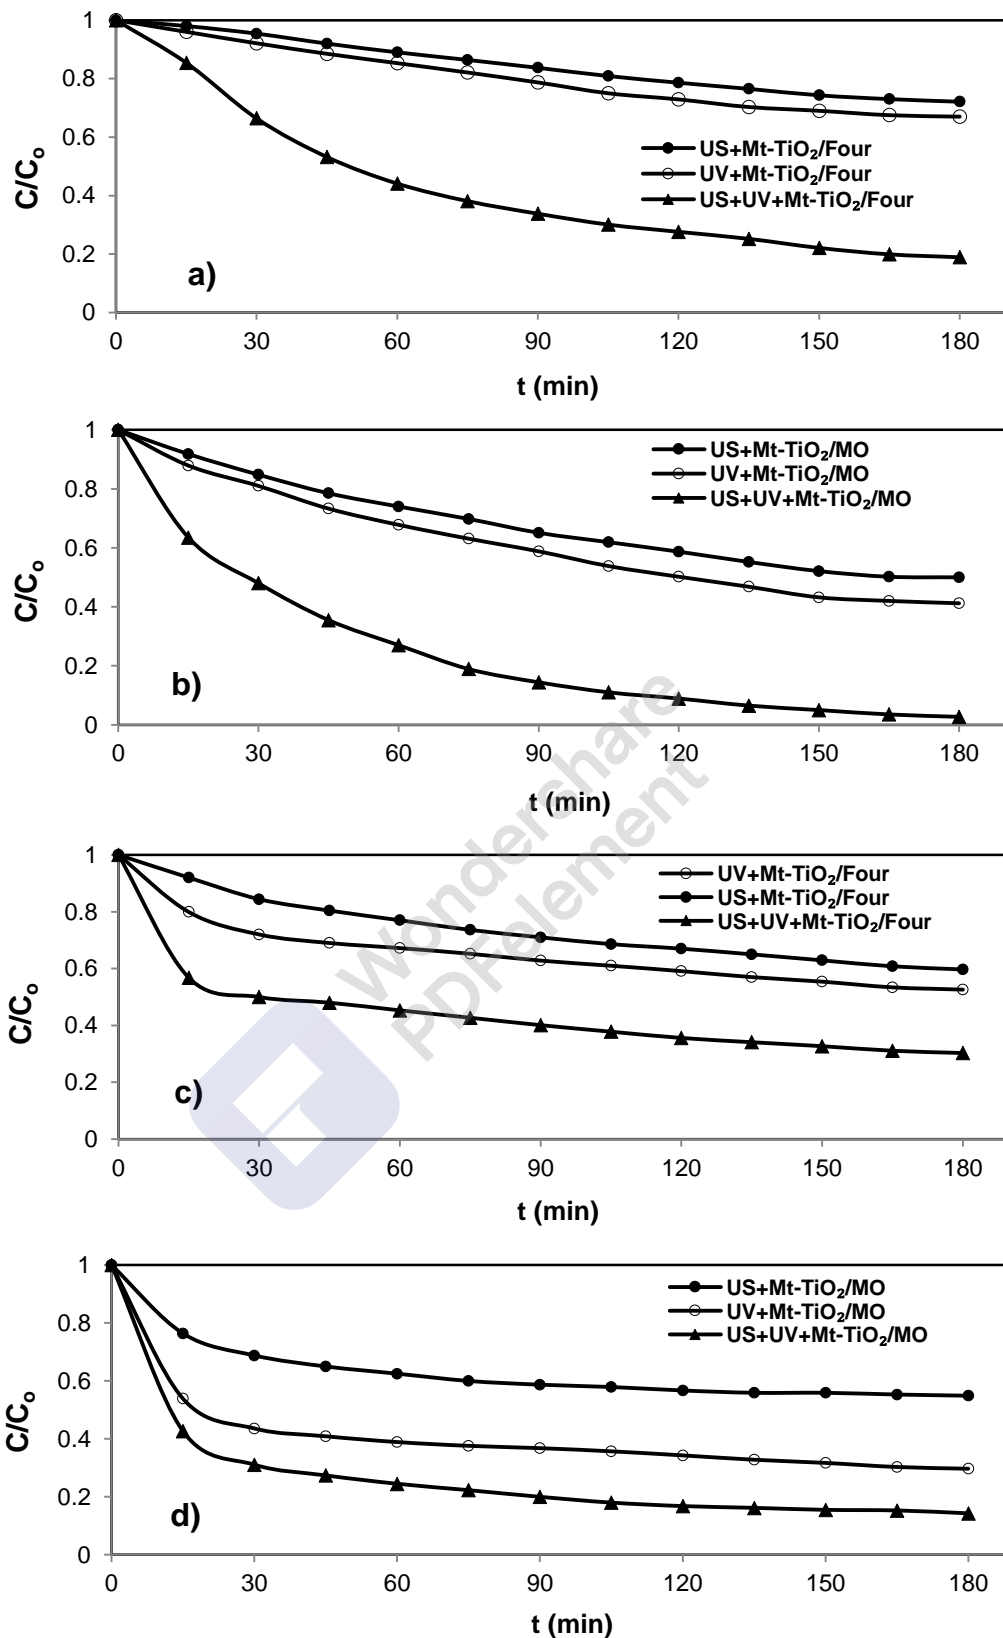 1
0.8
0.6
0.4
0.2
0
C/Cₒ
US+Mt-TiO₂/Four
UV+Mt-TiO₂/Four
US+UV+Mt-TiO₂/Four
a)
0 30 60 90 120 150 180
t (min)
1
0.8
0.6
0.4
0.2
0
C/Cₒ
US+Mt-TiO₂/MO
UV+Mt-TiO₂/MO
US+UV+Mt-TiO₂/MO
b)
0 30 60 90 120 150 180
t (min)
Wondershare
PDFelement
1
0.8
0.6
0.4
0.2
0
C/Cₒ
UV+Mt-TiO₂/Four
US+Mt-TiO₂/Four
US+UV+Mt-TiO₂/Four
c)
0 30 60 90 120 150 180
t (min)
1
0.8
0.6
0.4
0.2
0
C/Cₒ
US+Mt-TiO₂/MO
UV+Mt-TiO₂/MO
US+UV+Mt-TiO₂/MO
d)
0 30 60 90 120 150 180
t (min)